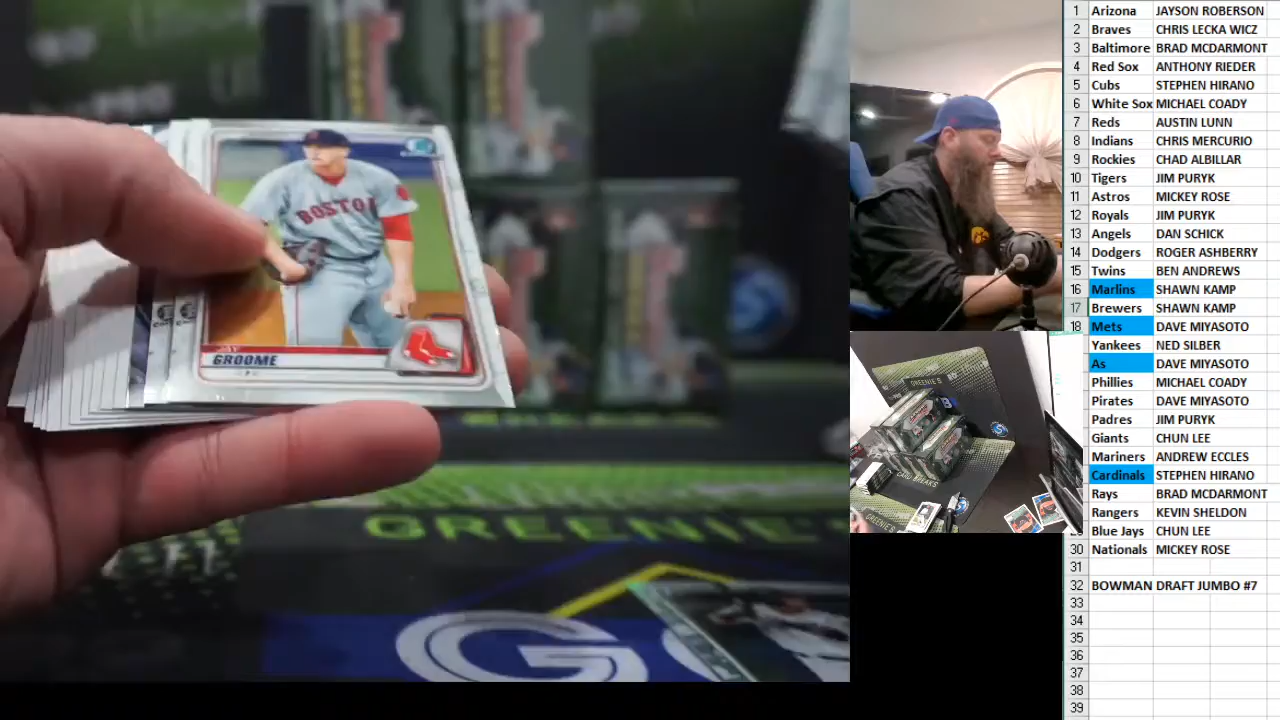 BOSTON
JAY
GROOME
GREENIE'S
G
GREENIE'S
CARD BREAKS
1 Arizona JAYSON ROBERSON
2 Braves CHRIS LECKA WICZ
3 Baltimore BRAD MCDARMONT
4 Red Sox ANTHONY RIEDER
5 Cubs STEPHEN HIRANO
6 White Sox MICHAEL COADY
7 Reds AUSTIN LUNN
8 Indians CHRIS MERCURIO
9 Rockies CHAD ALBILLAR
10 Tigers JIM PURYK
11 Astros MICKEY ROSE
12 Royals JIM PURYK
13 Angels DAN SCHICK
14 Dodgers ROGER ASHBERRY
15 Twins BEN ANDREWS
16 Marlins SHAWN KAMP
17 Brewers SHAWN KAMP
18 Mets DAVE MIYASOTO
Yankees NED SILBER
As DAVE MIYASOTO
Phillies MICHAEL COADY
Pirates DAVE MIYASOTO
Padres JIM PURYK
Giants CHUN LEE
Mariners ANDREW ECCLES
Cardinals STEPHEN HIRANO
Rays BRAD MCDARMONT
Rangers KEVIN SHELDON
Blue Jays CHUN LEE
30 Nationals MICKEY ROSE
31
32 BOWMAN DRAFT JUMBO #7
33
34
35
36
37
38
39